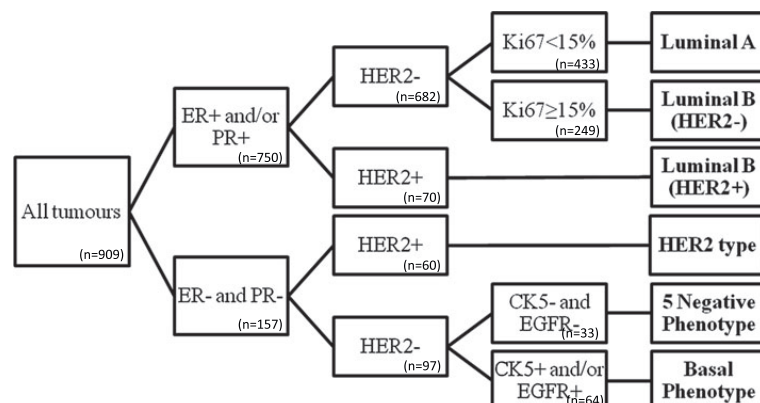 All tumours
(n=909)
ER+ and/or
PR+
(n=750)
HER2-
(n=682)
Ki67<15%
(n=433)
Luminal A
Ki67≥15%
(n=249)
Luminal B
(HER2-)
HER2+
(n=70)
Luminal B
(HER2+)
ER- and PR-
(n=157)
HER2+
(n=60)
HER2 type
HER2-
(n=97)
CK5- and
EGFR-
(n=33)
5 Negative
Phenotype
CK5+ and/or
EGFR+
(n=64)
Basal
Phenotype